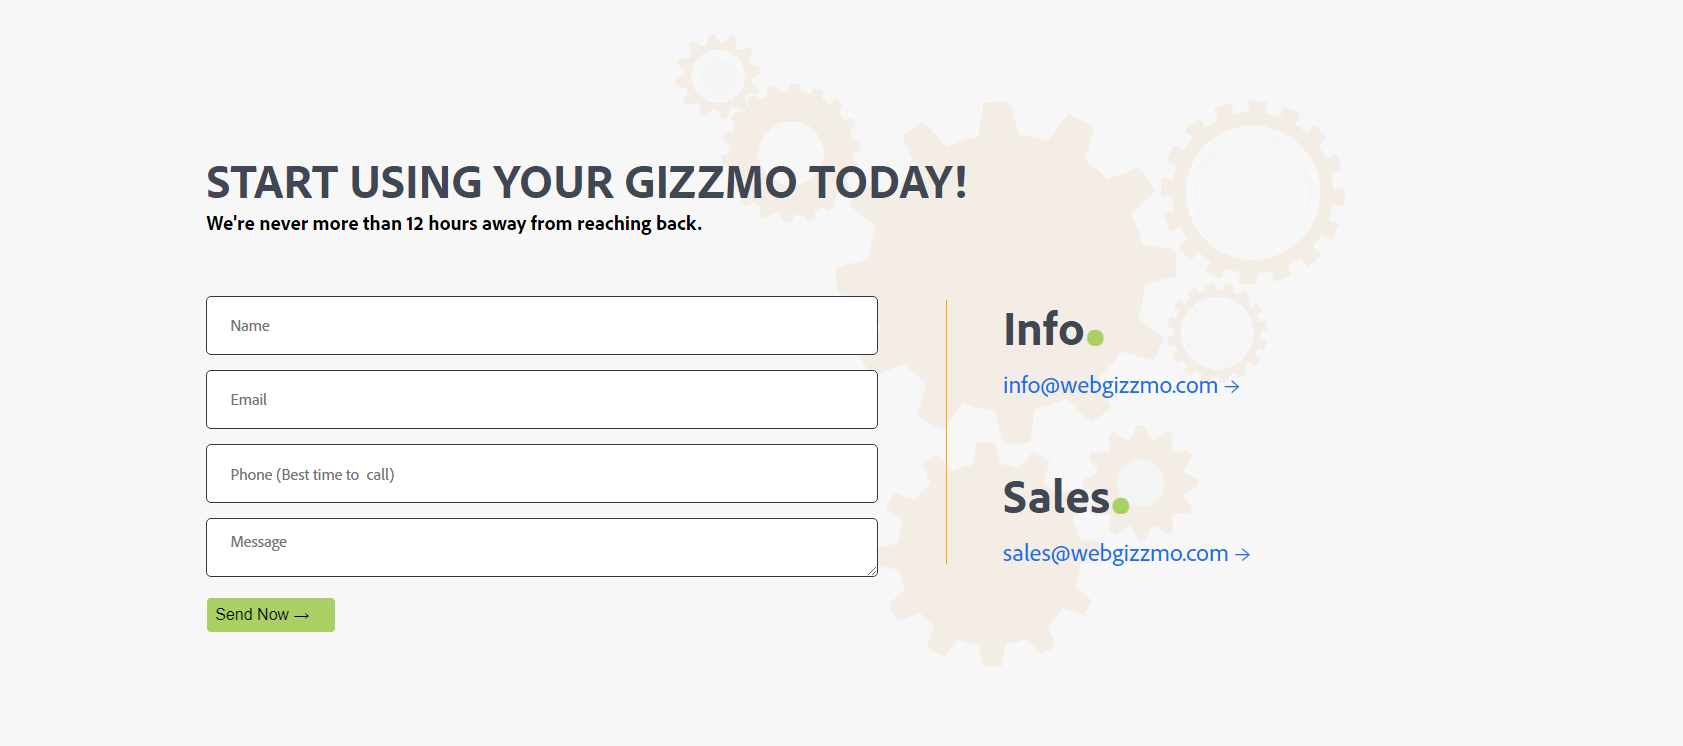 START USING YOUR GIZZMO TODAY!
We're never more than 12 hours away from reaching back.
Name
Email
Phone (Best time to  call)
Message
Send Now →
Info.
info@webgizzmo.com →
Sales.
sales@webgizzmo.com →